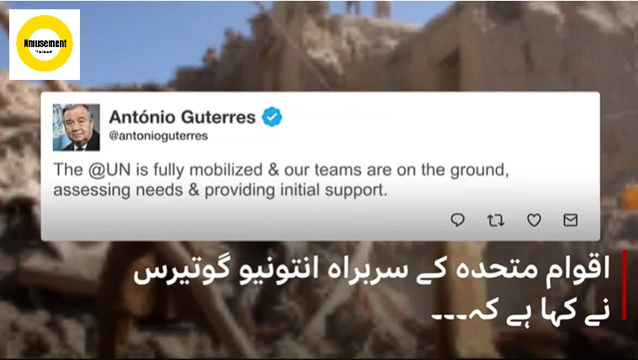 Amusement
António Guterres
@antonioguterres
The @UN is fully mobilized & our teams are on the ground,
assessing needs & providing initial support.
اقوام متحدہ کے سربراہ انتونیو گوتیرس
نے کہا ہے کہ۔۔۔